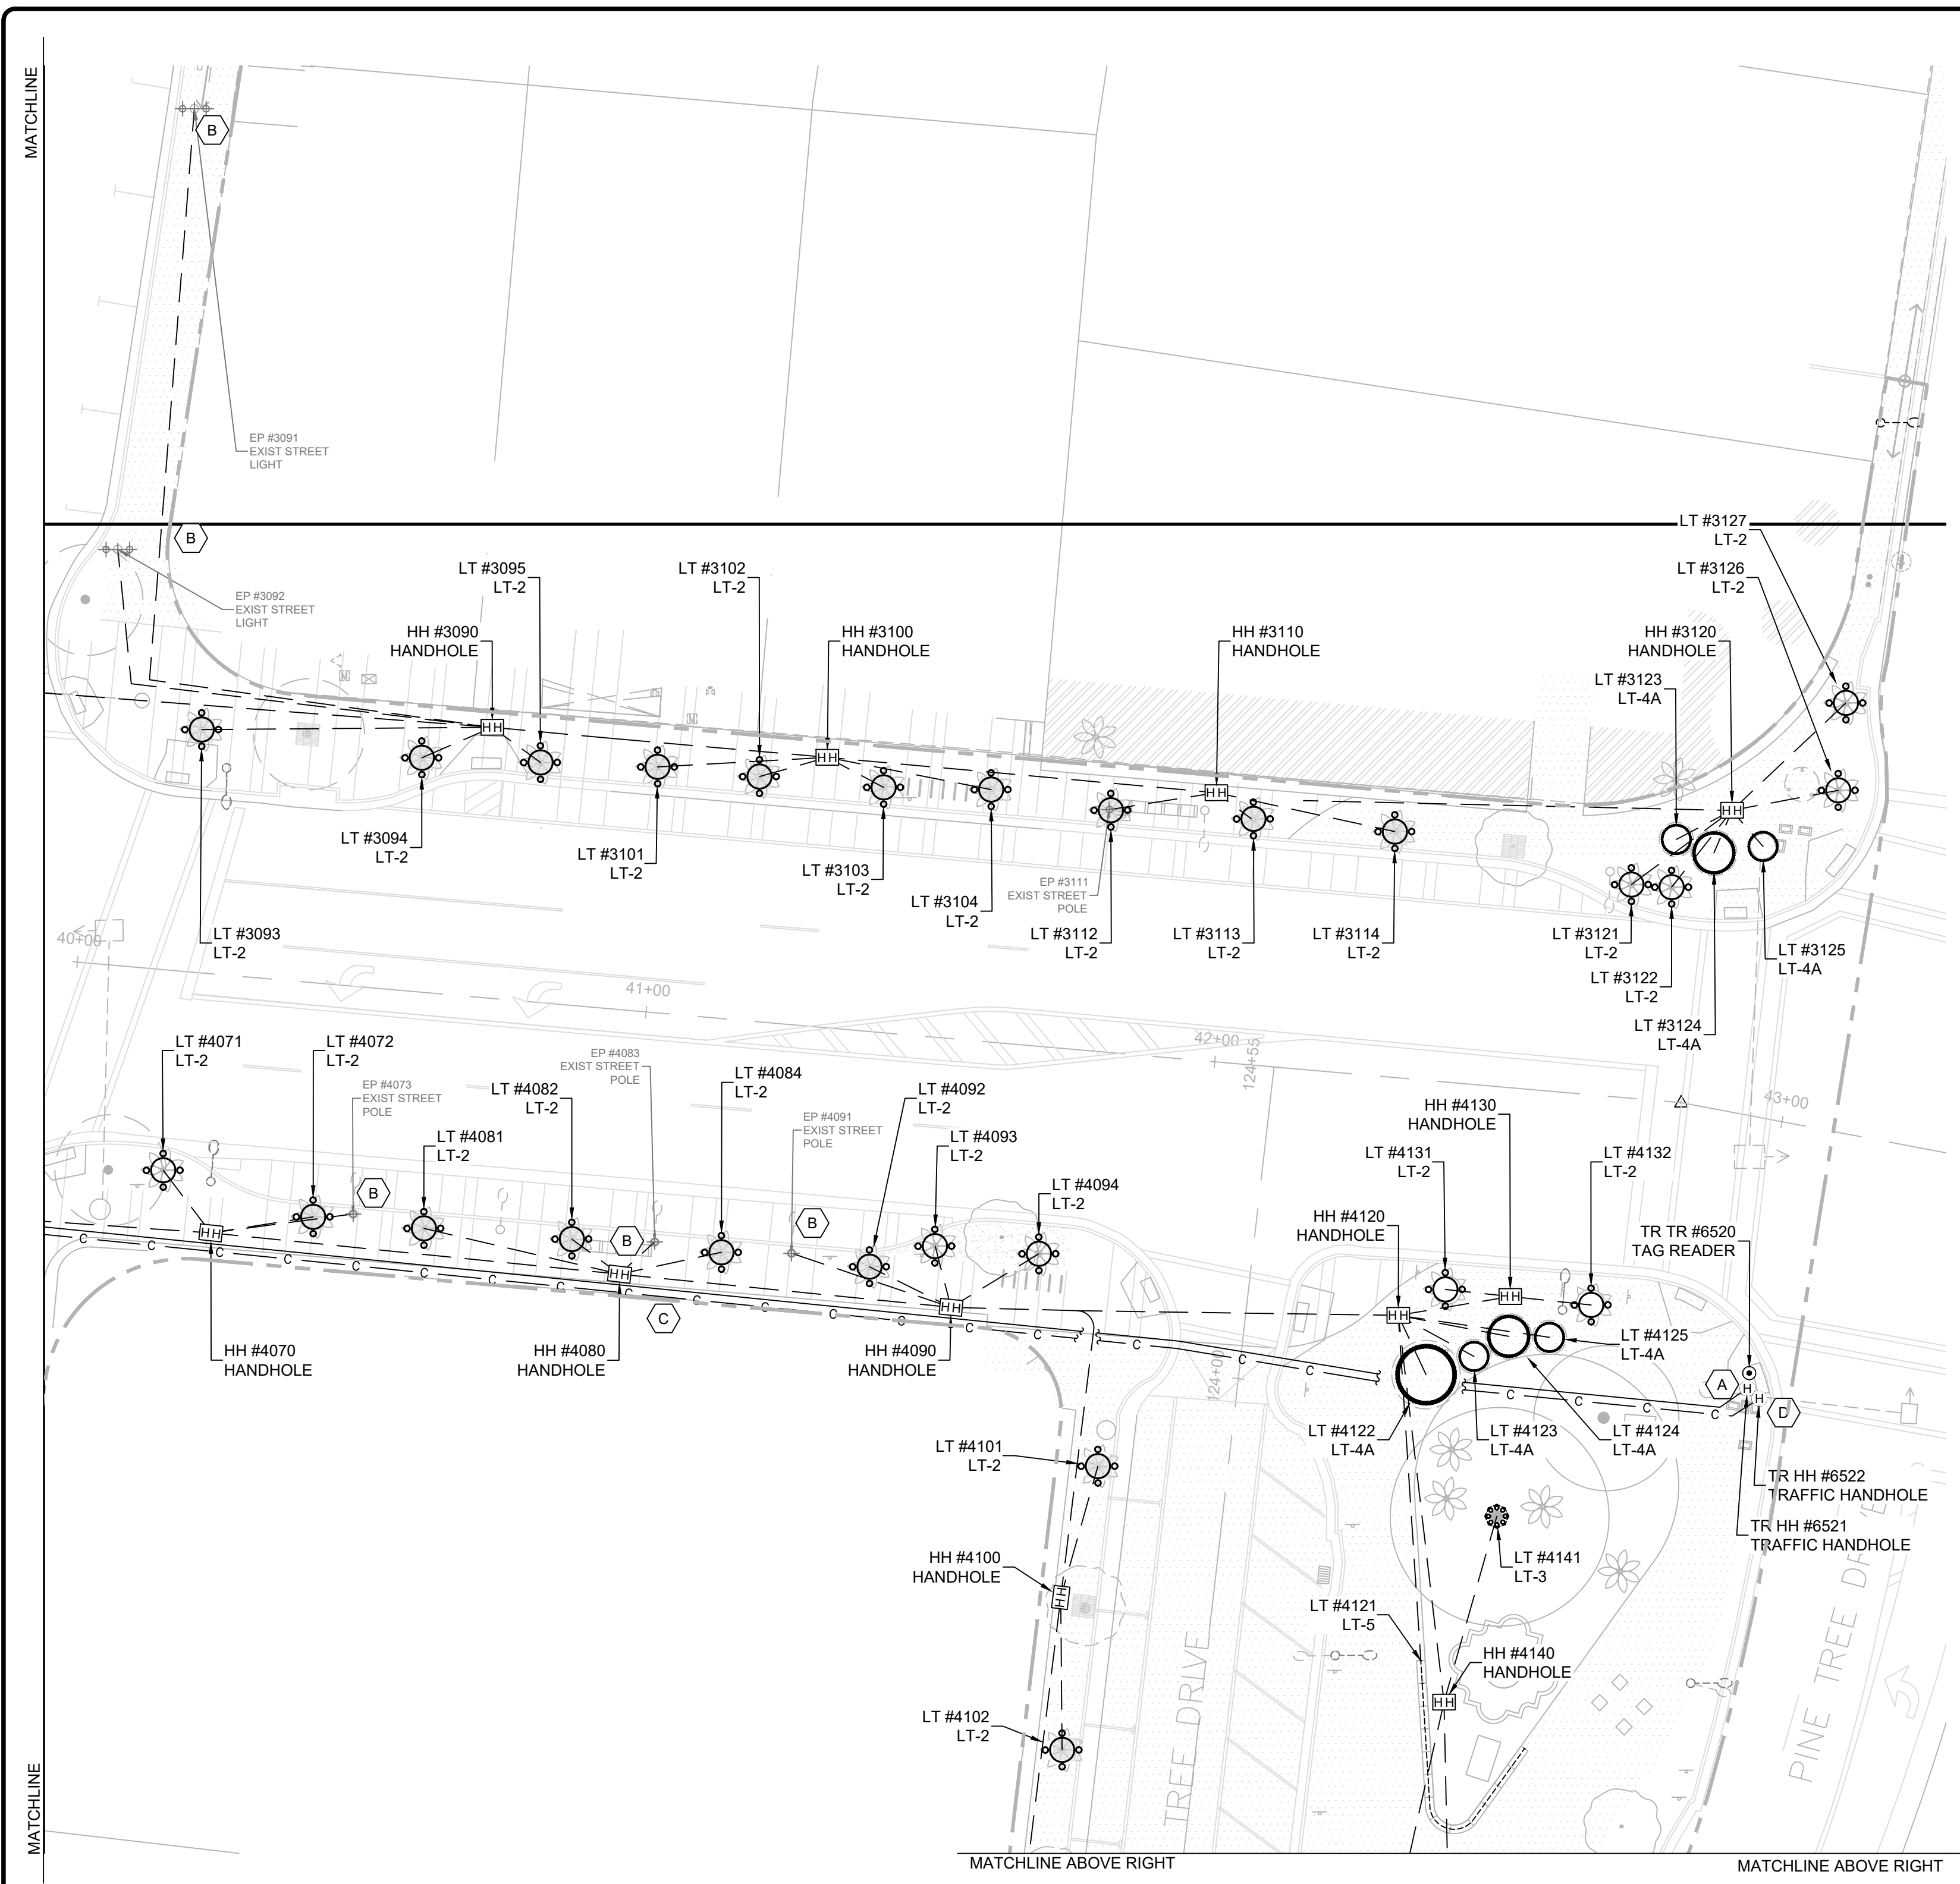 MATCHLINE
B
EP #3091
EXIST STREET
LIGHT
B
LT #3127
LT-2
LT #3095
LT-2
LT #3102
LT-2
LT #3126
LT-2
EP #3092
EXIST STREET
LIGHT
HH #3090
HANDHOLE
HH #3100
HANDHOLE
HH #3110
HANDHOLE
HH #3120
HANDHOLE
LT #3123
LT-4A
M
M
HH
HH
HH
HH
LT #3094
LT-2
LT #3101
LT-2
LT #3103
LT-2
LT #3104
LT-2
EP #3111
EXIST STREET
POLE
LT #3093
LT-2
LT #3112
LT-2
LT #3113
LT-2
LT #3114
LT-2
LT #3121
LT-2
LT #3125
LT-4A
LT #3122
LT-2
LT #3124
LT-4A
40+00
41+00
42+00
124+55
43+00
LT #4071
LT-2
LT #4072
LT-2
EP #4073
EXIST STREET
POLE
LT #4082
LT-2
EP #4083
EXIST STREET
POLE
LT #4084
LT-2
LT #4092
LT-2
EP #4091
EXIST STREET
POLE
LT #4081
LT-2
LT #4093
LT-2
LT #4094
LT-2
HH #4130
HANDHOLE
LT #4131
LT-2
LT #4132
LT-2
HH #4120
HANDHOLE
TR TR #6520
TAG READER
B
B
B
HH
HH
HH
HH
HH
C C C C C C C C C C C C C C C
C
C C C
C C C C
HH #4070
HANDHOLE
HH #4080
HANDHOLE
HH #4090
HANDHOLE
124+00
LT #4125
LT-4A
A
H
H
D
LT #4122
LT-4A
LT #4123
LT-4A
LT #4124
LT-4A
LT #4101
LT-2
TR HH #6522
TRAFFIC HANDHOLE
TR HH #6521
TRAFFIC HANDHOLE
HH #4100
HANDHOLE
HH
LT #4141
LT-3
LT #4121
LT-5
HH #4140
HANDHOLE
HH
LT #4102
LT-2
TREE DRIVE
PINE TREE
MATCHLINE
MATCHLINE ABOVE RIGHT
MATCHLINE ABOVE RIGHT